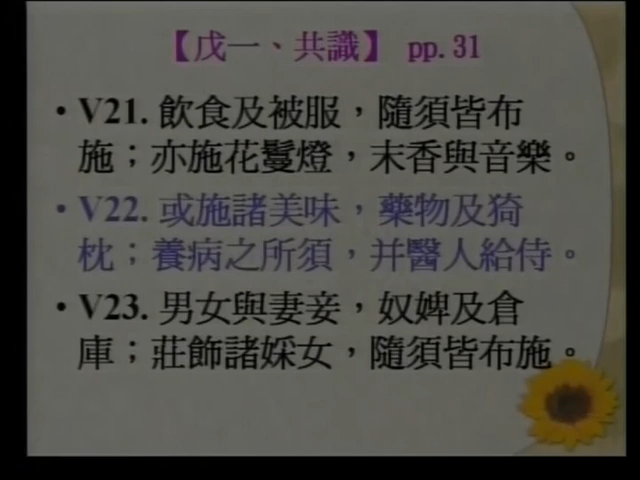 【戊一、共識】 pp.31
• V21. 飲食及被服，隨須皆布
施；亦施花鬘燈，末香與音樂。
• V22. 或施諸美味，藥物及猗
枕；養病之所須，并醫人給侍。
• V23. 男女與妻妾，奴婢及倉
庫；莊飾諸婇女，隨須皆布施。